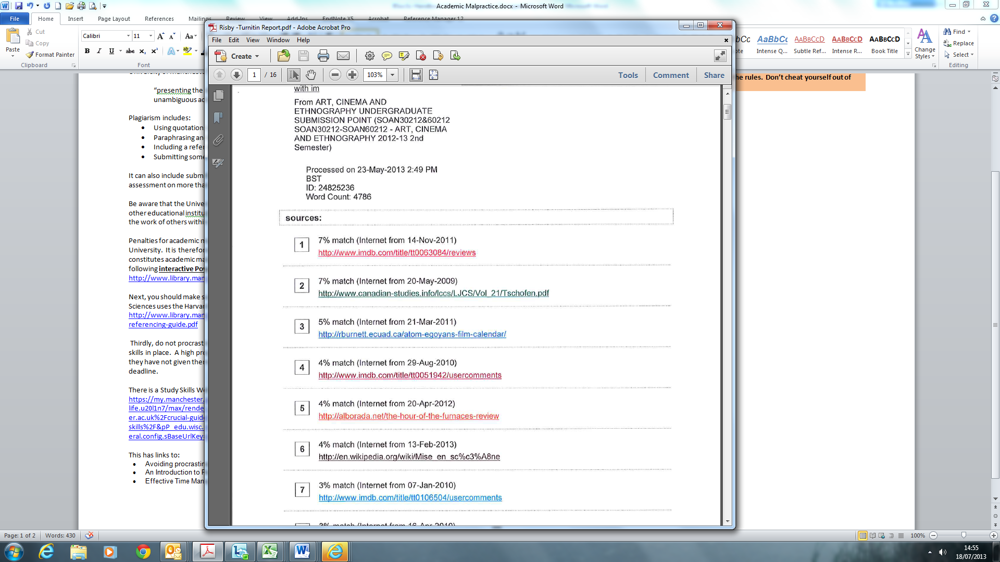 Academic Malpractice.docx - Microsoft Word
File Home Insert Page Layout References Mailings Review View Add-Ins EndNote X5 Acrobat Reference Manager 12
Paste
Cut
Copy
Format Painter
Clipboard
Calibri 11
Font
AaBbCc AABBCCD AABBCCD AABBCCD
Intense Q... Subtle Ref... Intense R... Book Title
Change Styles
Find
Replace
Select
Editing
Risby -Turnitin Report.pdf - Adobe Acrobat Pro
File Edit View Window Help
Create
1 / 16 103% Tools Comment Share
with im
From ART, CINEMA AND
ETHNOGRAPHY UNDERGRADUATE
SUBMISSION POINT (SOAN30212&60212
SOAN30212-SOAN60212 - ART, CINEMA
AND ETHNOGRAPHY 2012-13 2nd
Semester)
Processed on 23-May-2013 2:49 PM
BST
ID: 24825236
Word Count: 4786
sources:
1 7% match (Internet from 14-Nov-2011)
http://www.imdb.com/title/tt0063084/reviews
2 7% match (Internet from 20-May-2009)
http://www.canadian-studies.info/lccs/LJCS/Vol_21/Tschofen.pdf
3 5% match (Internet from 21-Mar-2011)
http://rburnett.ecuad.ca/atom-egoyans-film-calendar/
4 4% match (Internet from 29-Aug-2010)
http://www.imdb.com/title/tt0051942/usercomments
5 4% match (Internet from 20-Apr-2012)
http://alborada.net/the-hour-of-the-furnaces-review
6 4% match (Internet from 13-Feb-2013)
http://en.wikipedia.org/wiki/Mise_en_sc%c3%A8ne
7 3% match (Internet from 07-Jan-2010)
http://www.imdb.com/title/tt0106504/usercomments
3% match (Internet from 16-Apr-2010)
he rules. Don't cheat yourself out of
"presenting the
unambiguous ac
Plagiarism includes:
• Using quotation
• Paraphrasing an
• Including a refer
• Submitting some
It can also include subm
assessment on more tha
Be aware that the Unive
other educational institu
the work of others withi
Penalties for academic m
University. It is therefor
constitutes academic ma
following interactive Pov
http://www.library.man
Next, you should make s
Sciences uses the Harvar
http://www.library.man
referencing-guide.pdf
Thirdly, do not procrast
skills in place. A high pro
they have not given ther
deadline.
There is a Study Skills We
https://my.manchester.
life.u20l1n7/max/rende
er.ac.uk%2Fcrucial-guide
skills%2F&pP_edu.wisc.
eral.config.sBaseUrlKey
This has links to:
• Avoiding procrastin
• An Introduction to F
• Effective Time Man
Page: 1 of 2 Words: 430 100%
14:55
18/07/2013